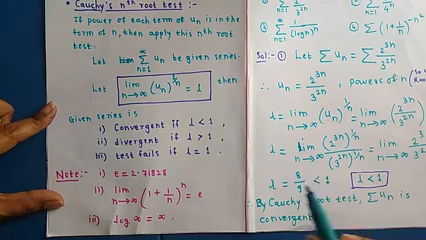 Cauchy's nth root test :-
If power of each term of un is in the
form of n, then apply this nth root
test.
Let ∞ Σ n=1 un be given series.
Let lim n→∞ (un)^1/n = l then
Given series is
i) Convergent if l < 1,
ii) divergent if l > 1,
iii) test fails if l = 1.
Note:- i) e = 2.71828
ii) lim n→∞ (1 + 1/n)^n = e
iii) log ∞ = ∞.
③ ∞ Σ n=1 1/(logn)^n
Σ (1 + 1/n)^-n²
Sol:- ① Let Σ un = Σ 2^3n/3^2n
∴ un = 2^3n/3^2n, powers of n
l = lim n→∞ (un)^1/n = lim n→∞ (2^3n/3^2n)
l = lim n→∞ (2^3n)^1/n/(3^2n)^1/n = lim n→∞ 2^3/3^2
l = 8/9 < 1 l < 1
∴ By Cauchy root test, Σ un is
convergent